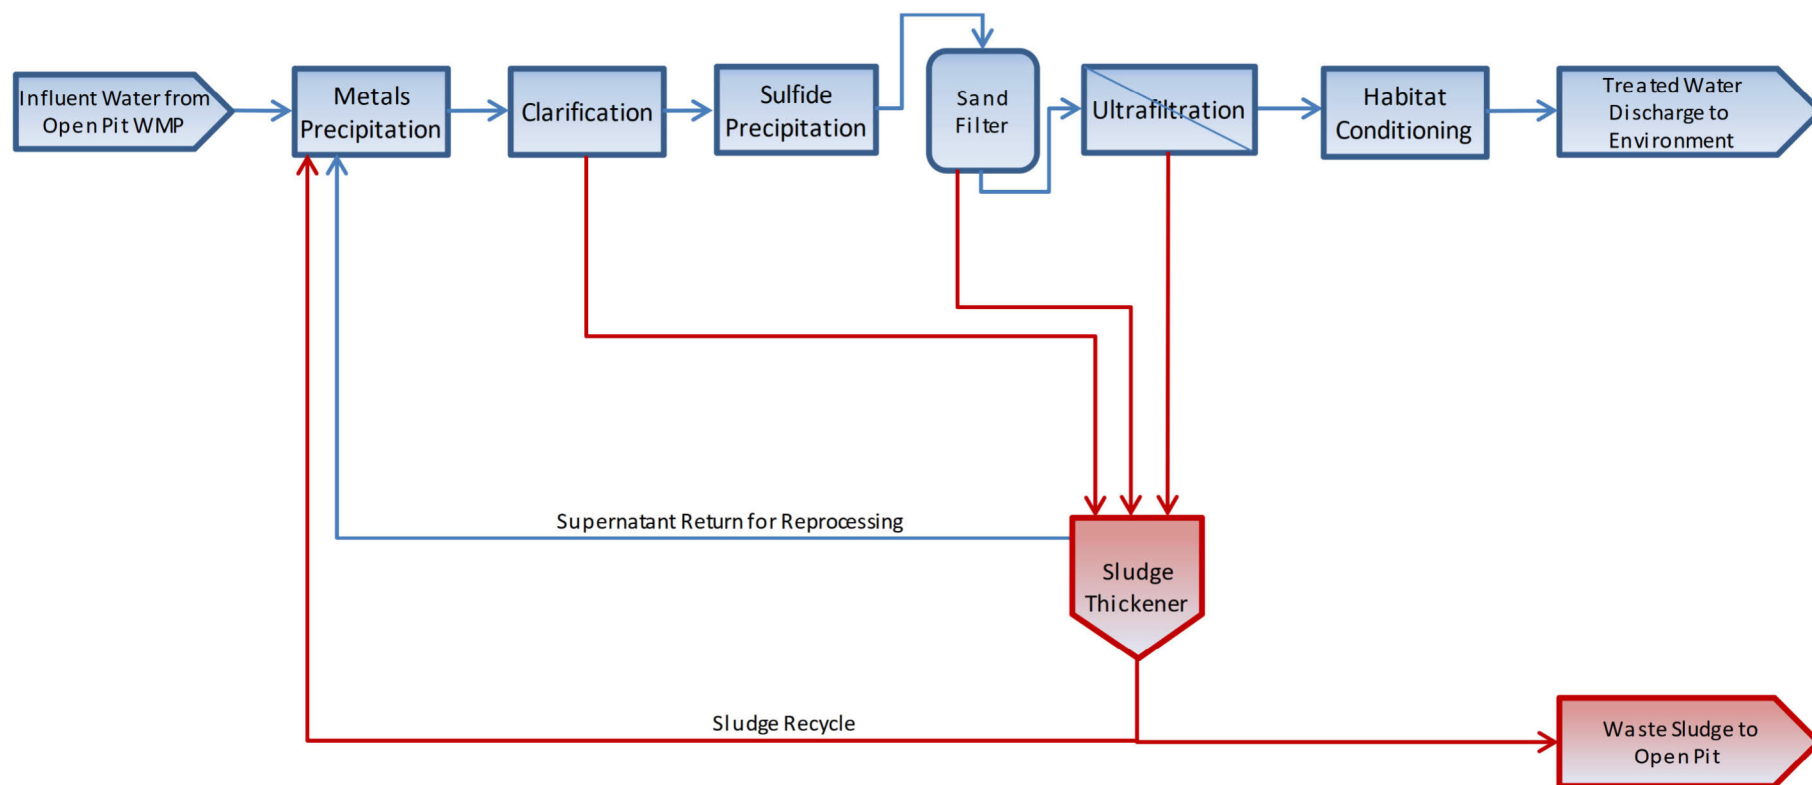 Influent Water from
Open Pit WMP
Metals
Precipitation
Clarification
Sulfide
Precipitation
Sand
Filter
Ultrafiltration
Habitat
Conditioning
Treated Water
Discharge to
Environment
Supernatant Return for Reprocessing
Sludge
Thickener
Sludge Recycle
Waste Sludge to
Open Pit